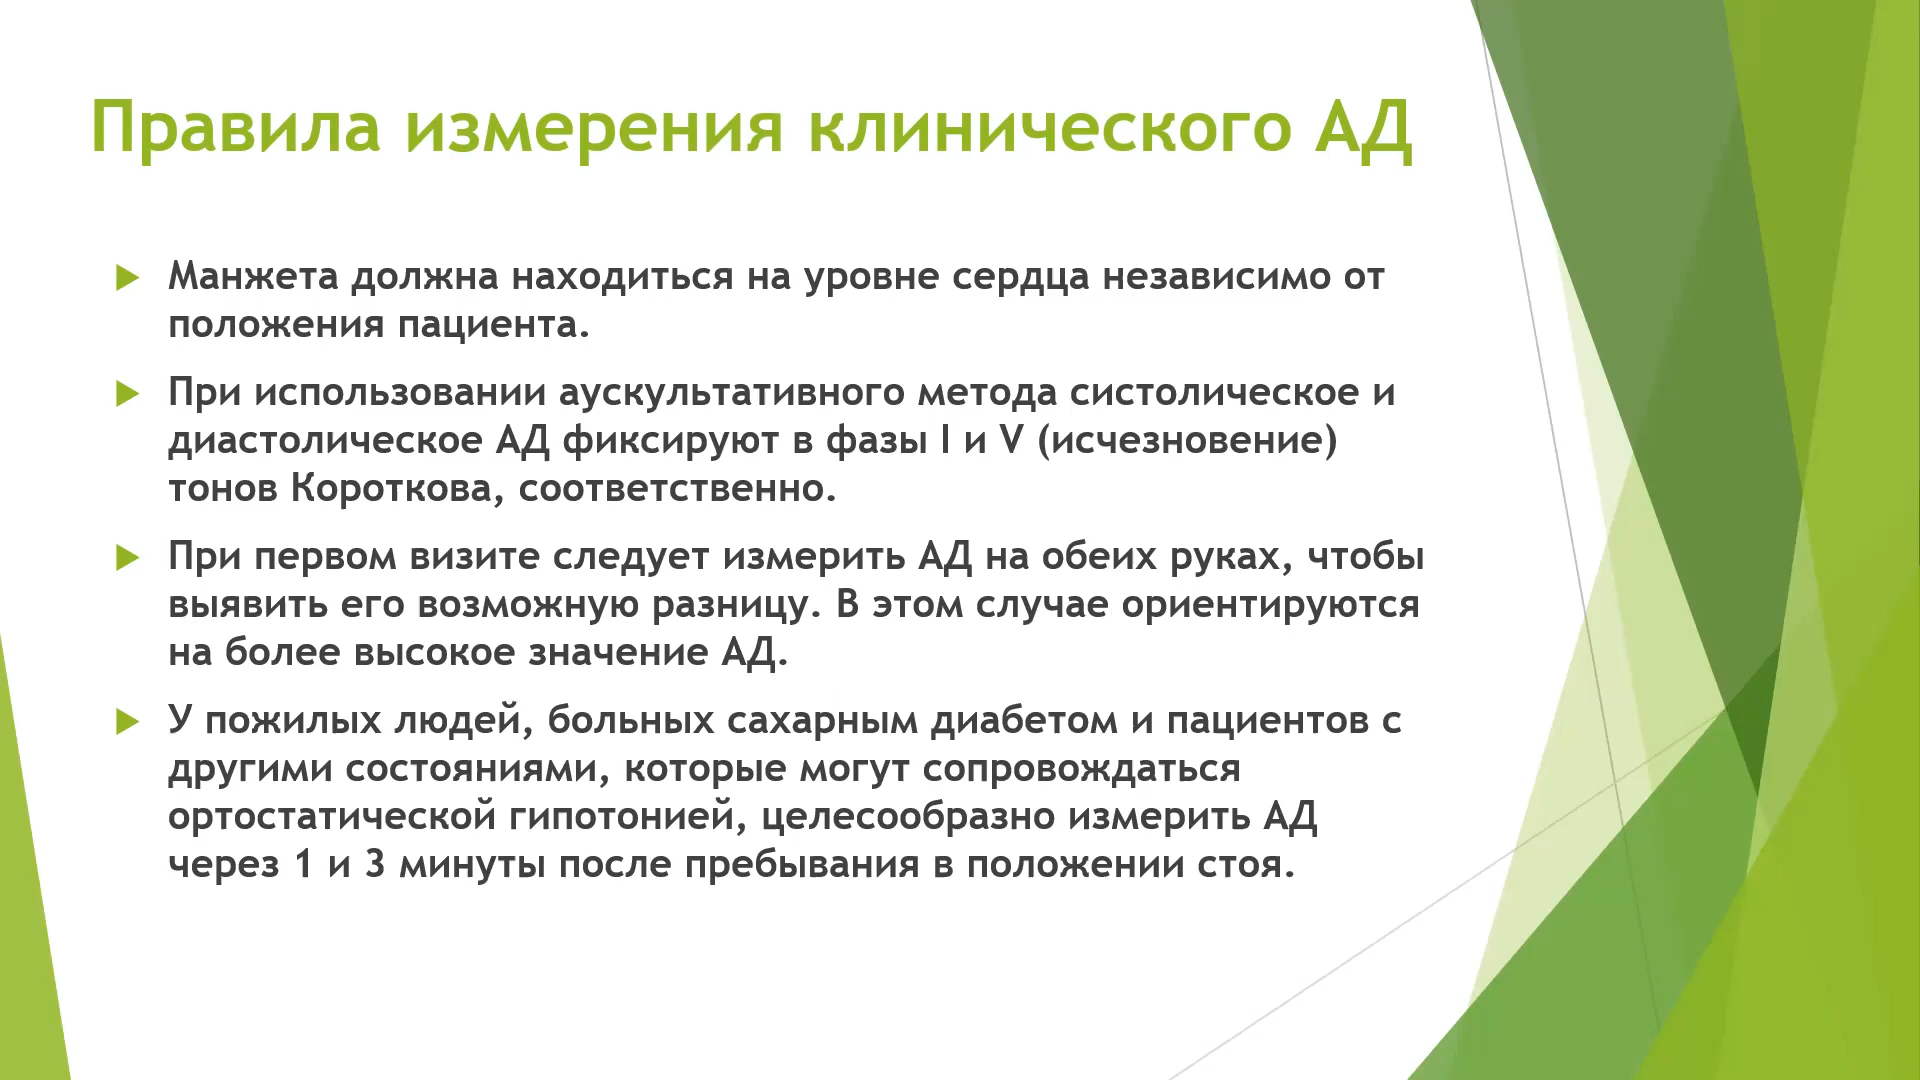 Правила измерения клинического АД
Манжета должна находиться на уровне сердца независимо от
положения пациента.
При использовании аускультативного метода систолическое и
диастолическое АД фиксируют в фазы I и V (исчезновение)
тонов Короткова, соответственно.
При первом визите следует измерить АД на обеих руках, чтобы
выявить его возможную разницу. В этом случае ориентируются
на более высокое значение АД.
У пожилых людей, больных сахарным диабетом и пациентов с
другими состояниями, которые могут сопровождаться
ортостатической гипотонией, целесообразно измерить АД
через 1 и 3 минуты после пребывания в положении стоя.